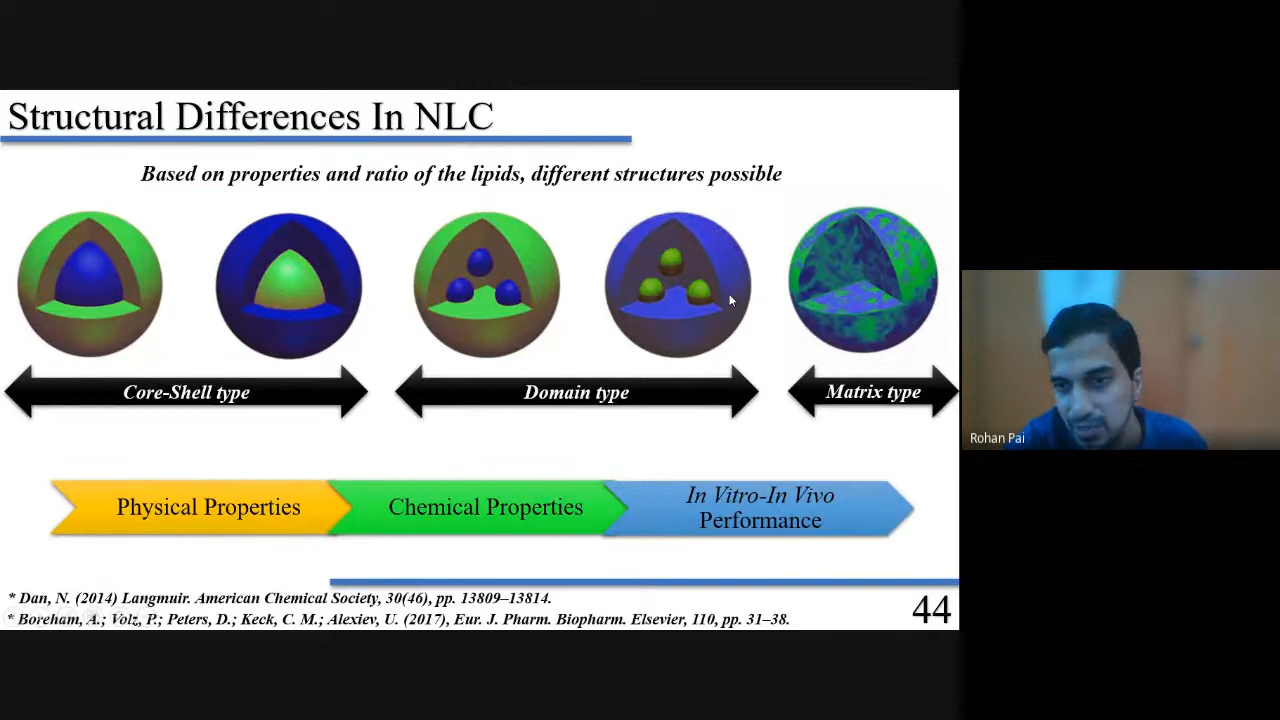 Structural Differences In NLC
Based on properties and ratio of the lipids, different structures possible
Core-Shell type
Domain type
Matrix type
Physical Properties
Chemical Properties
In Vitro-In Vivo
Performance
* Dan, N. (2014) Langmuir. American Chemical Society, 30(46), pp. 13809–13814.
* Boreham, A.; Volz, P.; Peters, D.; Keck, C. M.; Alexiev, U. (2017), Eur. J. Pharm. Biopharm. Elsevier, 110, pp. 31–38.
44
Rohan Pai